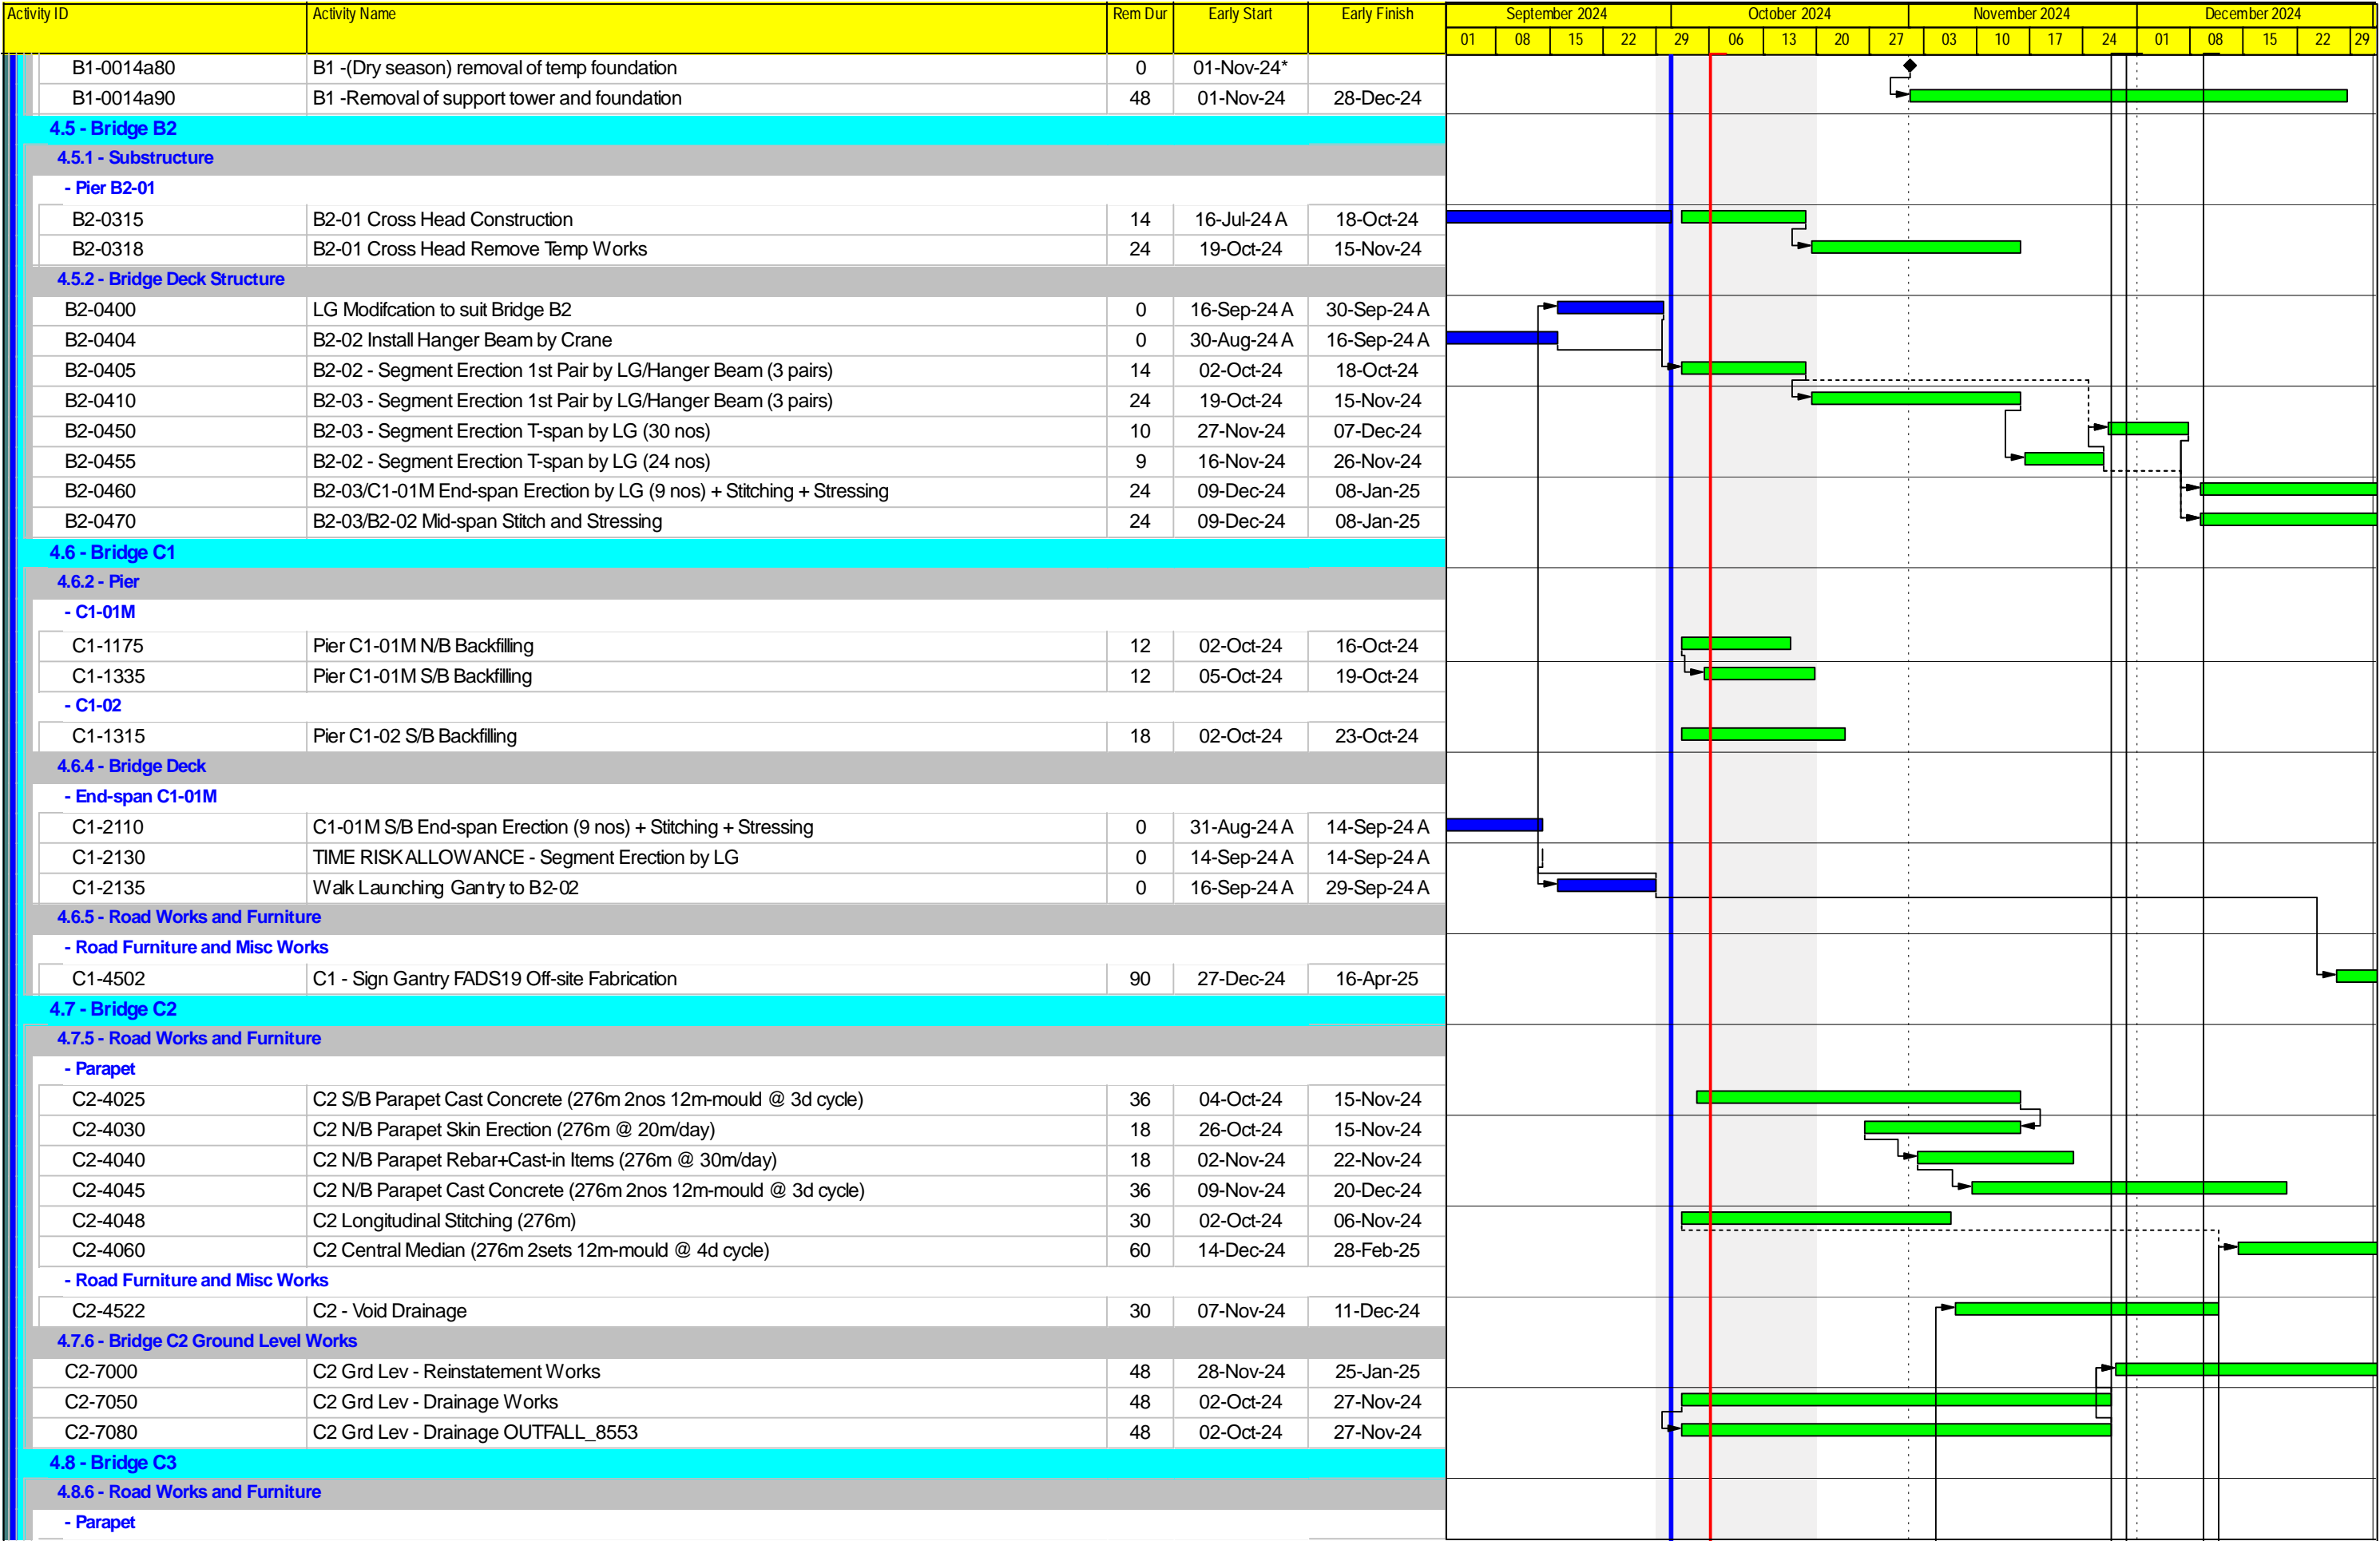 Activity ID Activity Name Rem Dur Early Start Early Finish September 2024 October 2024 November 2024 December 2024
01 08 15 22 29 06 13 20 27 03 10 17 24 01 08 15 22 29
B1-0014a80 B1 -(Dry season) removal of temp foundation 0 01-Nov-24*
B1-0014a90 B1 -Removal of support tower and foundation 48 01-Nov-24 28-Dec-24
4.5 - Bridge B2
4.5.1 - Substructure
- Pier B2-01
B2-0315 B2-01 Cross Head Construction 14 16-Jul-24 A 18-Oct-24
B2-0318 B2-01 Cross Head Remove Temp Works 24 19-Oct-24 15-Nov-24
4.5.2 - Bridge Deck Structure
B2-0400 LG Modifcation to suit Bridge B2 0 16-Sep-24 A 30-Sep-24 A
B2-0404 B2-02 Install Hanger Beam by Crane 0 30-Aug-24 A 16-Sep-24 A
B2-0405 B2-02 - Segment Erection 1st Pair by LG/Hanger Beam (3 pairs) 14 02-Oct-24 18-Oct-24
B2-0410 B2-03 - Segment Erection 1st Pair by LG/Hanger Beam (3 pairs) 24 19-Oct-24 15-Nov-24
B2-0450 B2-03 - Segment Erection T-span by LG (30 nos) 10 27-Nov-24 07-Dec-24
B2-0455 B2-02 - Segment Erection T-span by LG (24 nos) 9 16-Nov-24 26-Nov-24
B2-0460 B2-03/C1-01M End-span Erection by LG (9 nos) + Stitching + Stressing 24 09-Dec-24 08-Jan-25
B2-0470 B2-03/B2-02 Mid-span Stitch and Stressing 24 09-Dec-24 08-Jan-25
4.6 - Bridge C1
4.6.2 - Pier
- C1-01M
C1-1175 Pier C1-01M N/B Backfilling 12 02-Oct-24 16-Oct-24
C1-1335 Pier C1-01M S/B Backfilling 12 05-Oct-24 19-Oct-24
- C1-02
C1-1315 Pier C1-02 S/B Backfilling 18 02-Oct-24 23-Oct-24
4.6.4 - Bridge Deck
- End-span C1-01M
C1-2110 C1-01M S/B End-span Erection (9 nos) + Stitching + Stressing 0 31-Aug-24 A 14-Sep-24 A
C1-2130 TIME RISK ALLOWANCE - Segment Erection by LG 0 14-Sep-24 A 14-Sep-24 A
C1-2135 Walk Launching Gantry to B2-02 0 16-Sep-24 A 29-Sep-24 A
4.6.5 - Road Works and Furniture
- Road Furniture and Misc Works
C1-4502 C1 - Sign Gantry FADS19 Off-site Fabrication 90 27-Dec-24 16-Apr-25
4.7 - Bridge C2
4.7.5 - Road Works and Furniture
- Parapet
C2-4025 C2 S/B Parapet Cast Concrete (276m 2nos 12m-mould @ 3d cycle) 36 04-Oct-24 15-Nov-24
C2-4030 C2 N/B Parapet Skin Erection (276m @ 20m/day) 18 26-Oct-24 15-Nov-24
C2-4040 C2 N/B Parapet Rebar+Cast-in Items (276m @ 30m/day) 18 02-Nov-24 22-Nov-24
C2-4045 C2 N/B Parapet Cast Concrete (276m 2nos 12m-mould @ 3d cycle) 36 09-Nov-24 20-Dec-24
C2-4048 C2 Longitudinal Stitching (276m) 30 02-Oct-24 06-Nov-24
C2-4060 C2 Central Median (276m 2sets 12m-mould @ 4d cycle) 60 14-Dec-24 28-Feb-25
- Road Furniture and Misc Works
C2-4522 C2 - Void Drainage 30 07-Nov-24 11-Dec-24
4.7.6 - Bridge C2 Ground Level Works
C2-7000 C2 Grd Lev - Reinstatement Works 48 28-Nov-24 25-Jan-25
C2-7050 C2 Grd Lev - Drainage Works 48 02-Oct-24 27-Nov-24
C2-7080 C2 Grd Lev - Drainage OUTFALL_8553 48 02-Oct-24 27-Nov-24
4.8 - Bridge C3
4.8.6 - Road Works and Furniture
- Parapet